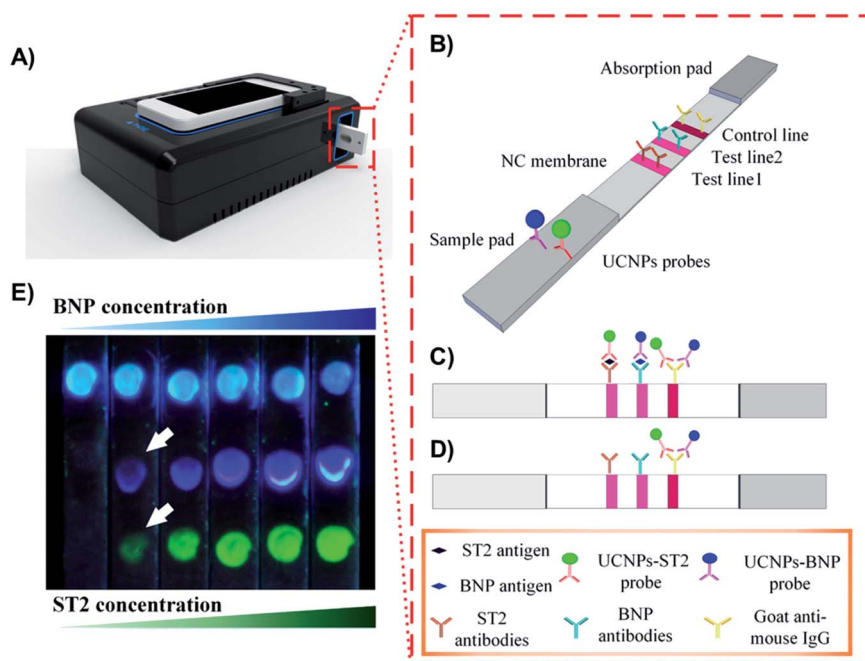 A)
B)
Absorption pad
Control line
Test line2
Test line1
NC membrane
Sample pad
UCNPs probes
E)
BNP concentration
ST2 concentration
C)
D)
ST2 antigen
BNP antigen
UCNPs-ST2
probe
UCNPs-BNP
probe
ST2
antibodies
BNP
antibodies
Goat anti-
mouse IgG